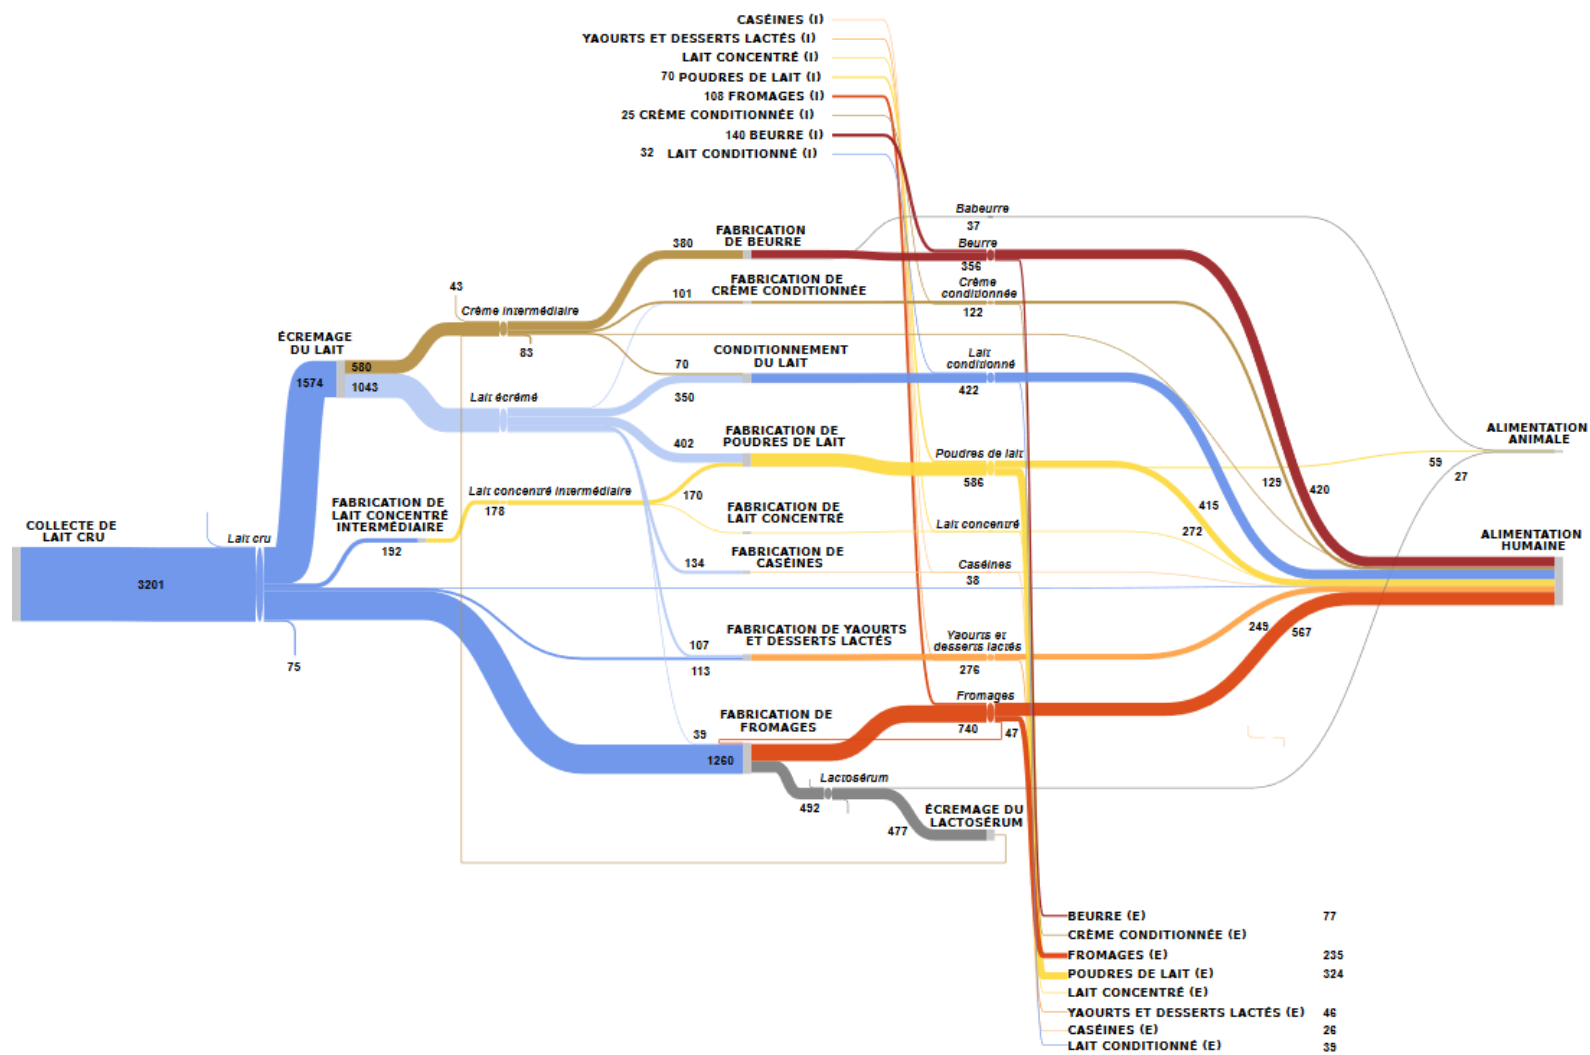 CASÉINES (I)
YAOURTS ET DESSERTS LACTÉS (I)
LAIT CONCENTRÉ (I)
70 POUDRES DE LAIT (I)
108 FROMAGES (I)
25 CRÈME CONDITIONNÉE (I)
140 BEURRE (I)
32 LAIT CONDITIONNÉ (I)
Babeurre
37
FABRICATION
DE BEURRE
380
Beurre
356
43
Crème intermédiaire
83
FABRICATION DE
CRÈME CONDITIONNÉE
101
Crème
conditionnée
122
ÉCREMAGE
DU LAIT
1574
580
1043
CONDITIONNEMENT
DU LAIT
70
350
Lait
conditionné
422
Lait écrémé
FABRICATION DE
POUDRES DE LAIT
402
170
Poudres de lait
586
ALIMENTATION
ANIMALE
59
27
129
420
415
272
FABRICATION DE
LAIT CONCENTRÉ
INTERMÉDIAIRE
192
Lait concentré intermédiaire
178
FABRICATION DE
LAIT CONCENTRÉ
Lait concentré
COLLECTE DE
LAIT CRU
3201
Lait cru
75
FABRICATION DE
CASÉINES
134
Caséines
38
ALIMENTATION
HUMAINE
FABRICATION DE YAOURTS
ET DESSERTS LACTÉS
107
113
Yaourts et
desserts lactés
276
249
567
FABRICATION DE
FROMAGES
39
1260
Fromages
740
47
Lactosérum
492
477
ÉCREMAGE DU
LACTOSÉRUM
BEURRE (E) 77
CRÈME CONDITIONNÉE (E)
FROMAGES (E) 235
POUDRES DE LAIT (E) 324
LAIT CONCENTRÉ (E)
YAOURTS ET DESSERTS LACTÉS (E) 46
CASÉINES (E) 26
LAIT CONDITIONNÉ (E) 39